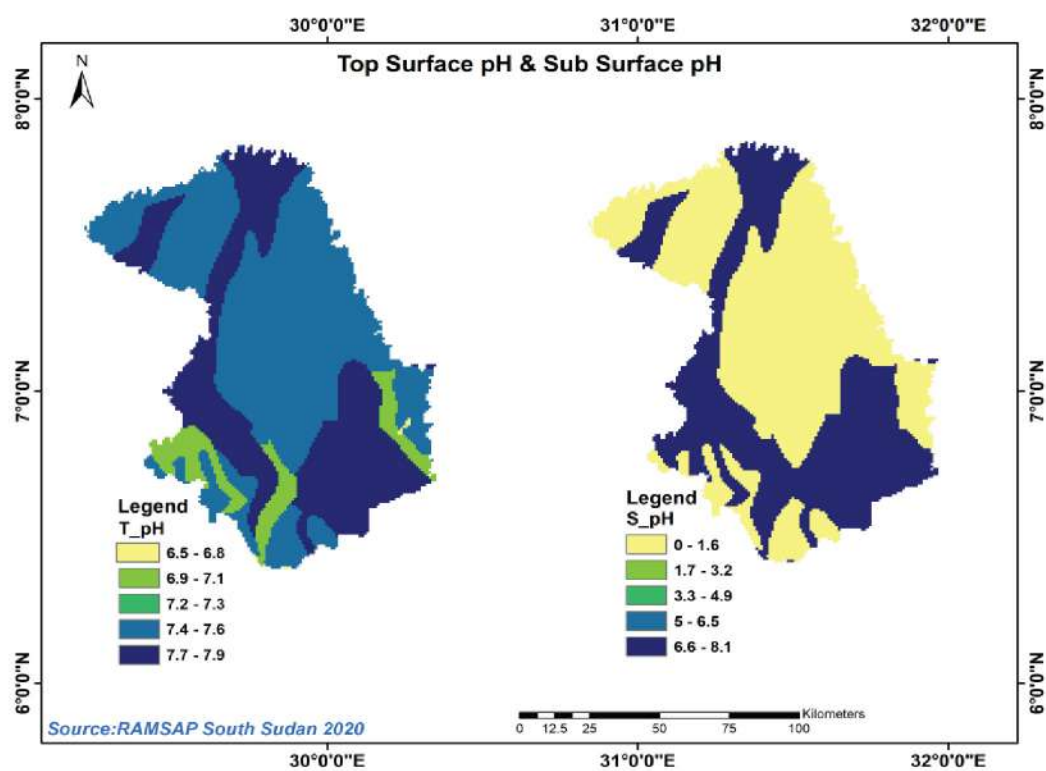 30°0'0"E 31°0'0"E 32°0'0"E
Top Surface pH & Sub Surface pH
N
8°0'0"N 8°0'0"N
7°0'0"N 7°0'0"N
6°0'0"N 6°0'0"N
Legend
T_pH
6.5 - 6.8
6.9 - 7.1
7.2 - 7.3
7.4 - 7.6
7.7 - 7.9
Legend
S_pH
0 - 1.6
1.7 - 3.2
3.3 - 4.9
5 - 6.5
6.6 - 8.1
Source:RAMSAP South Sudan 2020
Kilometers
0 12.5 25 50 75 100
30°0'0"E 31°0'0"E 32°0'0"E